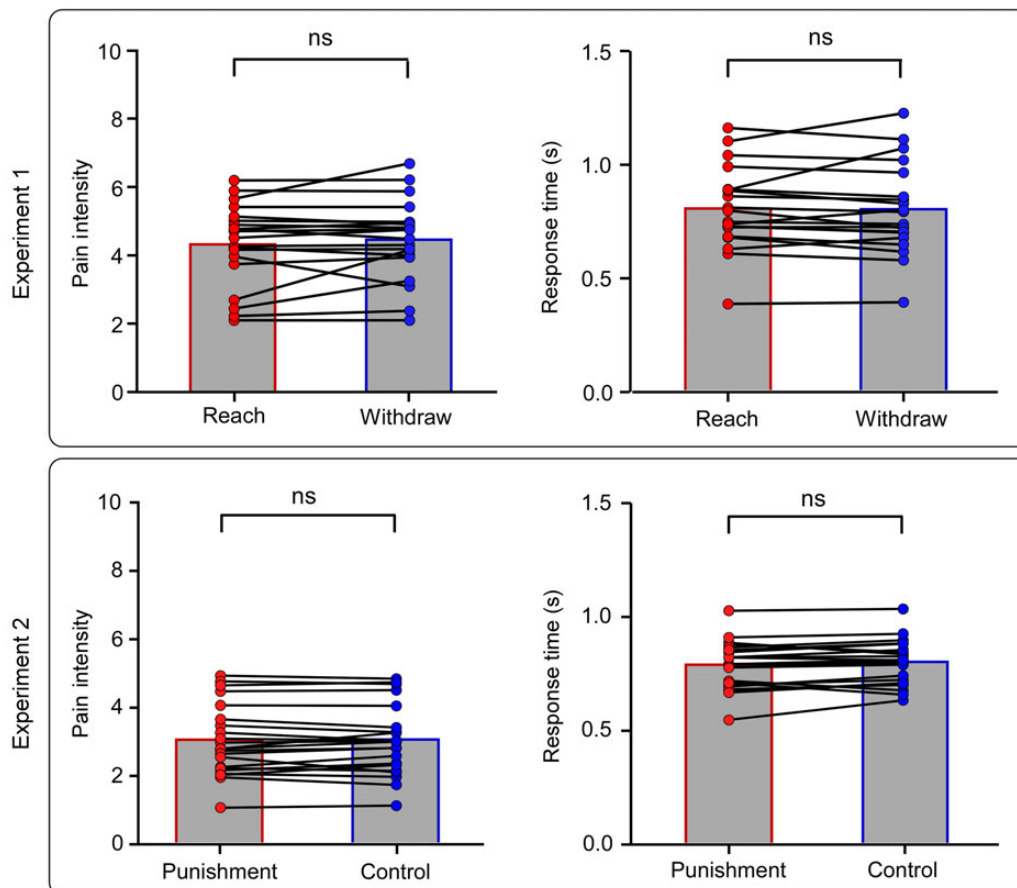 Experiment 1
ns
10
8
6
4
2
0
Pain intensity
Reach
Withdraw
ns
1.5
1.0
0.5
0.0
Response time (s)
Reach
Withdraw
Experiment 2
ns
10
8
6
4
2
0
Pain intensity
Punishment
Control
ns
1.5
1.0
0.5
0.0
Response time (s)
Punishment
Control